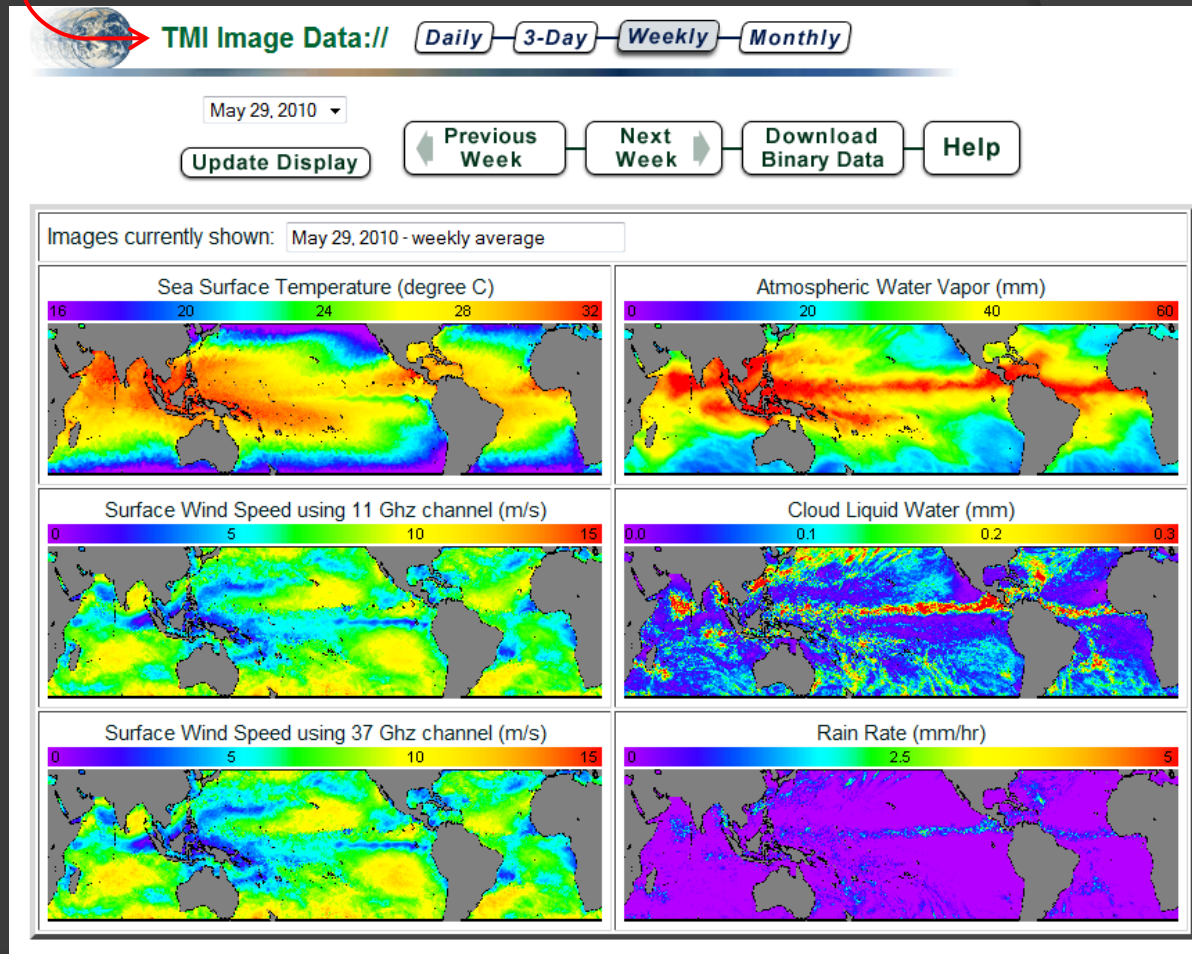 TMI Image Data:// Daily 3-Day Weekly Monthly
May 29, 2010
Update Display
Previous Week
Next Week
Download Binary Data
Help
Images currently shown: May 29, 2010 - weekly average
Sea Surface Temperature (degree C)
16 20 24 28 32
Atmospheric Water Vapor (mm)
0 20 40 60
Surface Wind Speed using 11 Ghz channel (m/s)
0 5 10 15
Cloud Liquid Water (mm)
0.0 0.1 0.2 0.3
Surface Wind Speed using 37 Ghz channel (m/s)
0 5 10 15
Rain Rate (mm/hr)
0 2.5 5